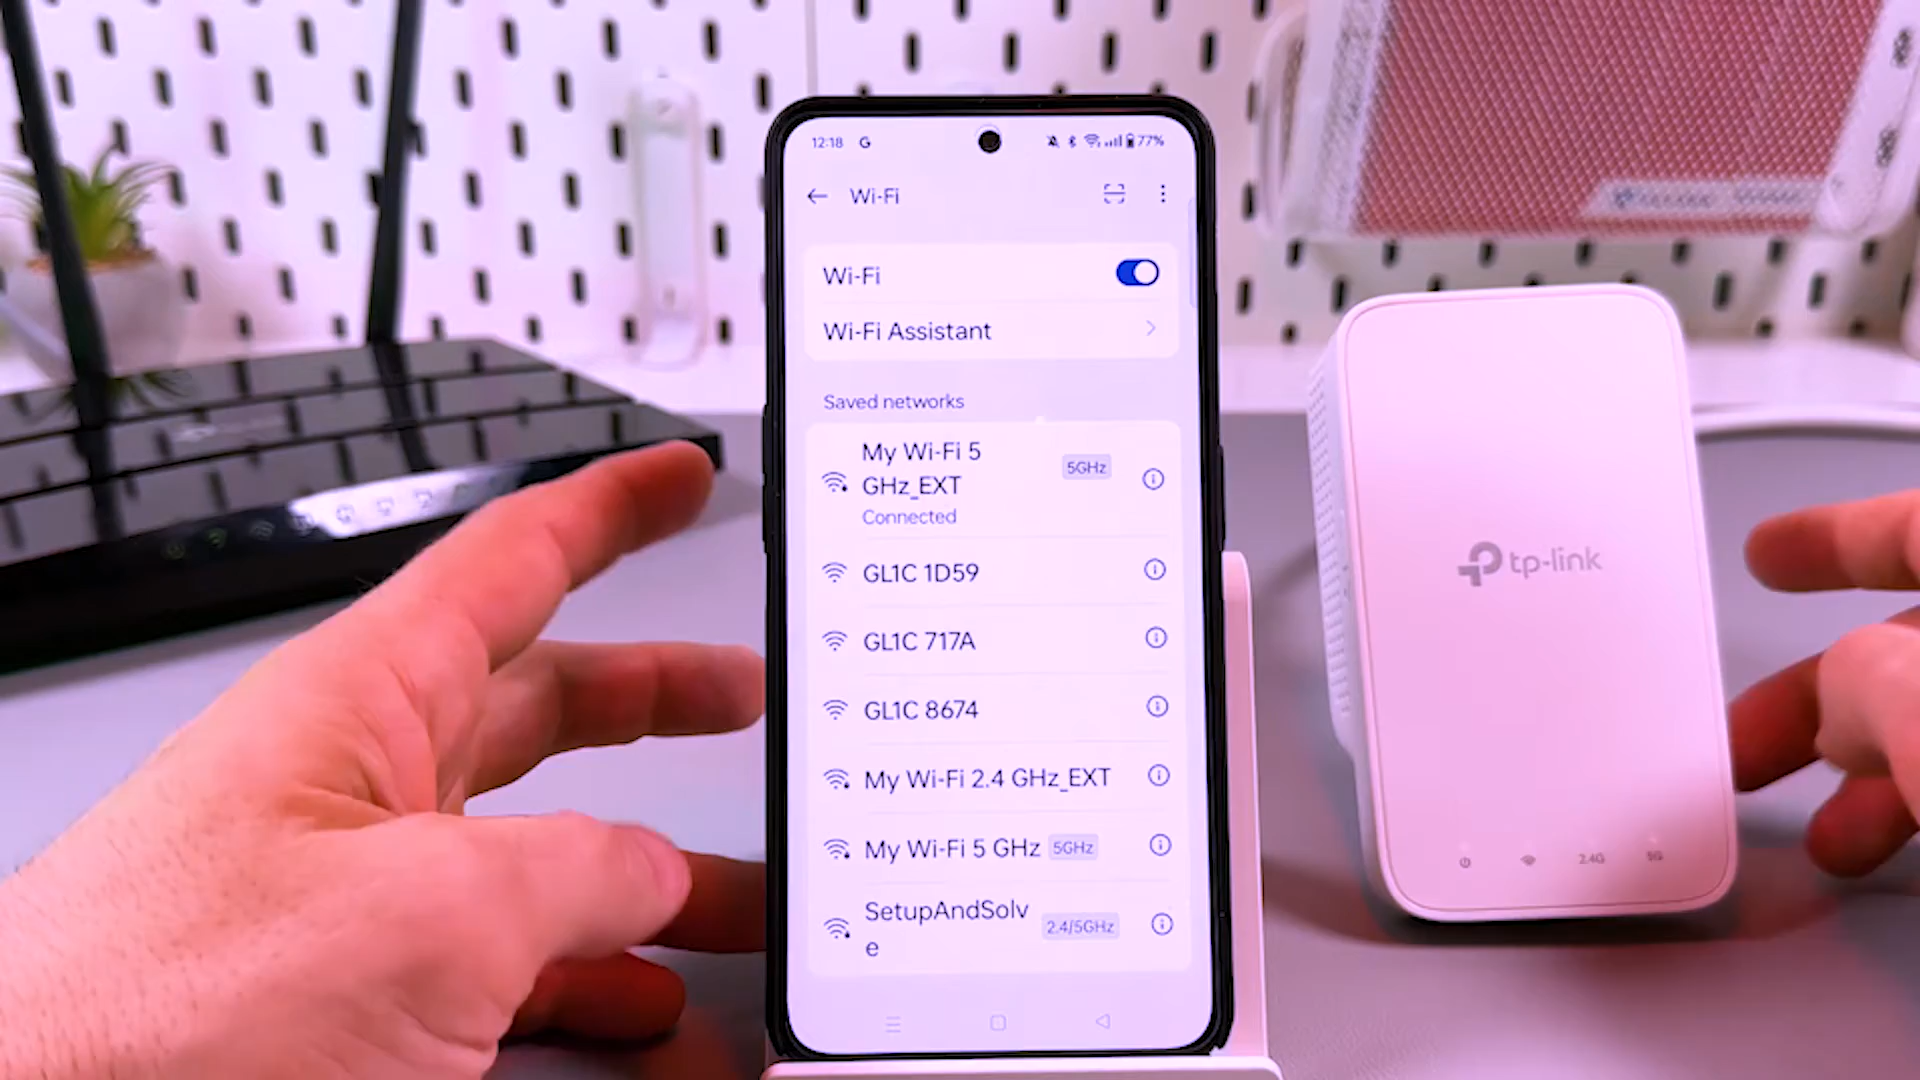 12:18 G
77%
Wi-Fi
Wi-Fi
Wi-Fi Assistant
Saved networks
My Wi-Fi 5
GHz_EXT
5GHz
Connected
GL1C 1D59
GL1C 717A
GL1C 8674
My Wi-Fi 2.4 GHz_EXT
My Wi-Fi 5 GHz 5GHz
SetupAndSolv
e
2.4/5GHz
tp-link
2.4G 5G